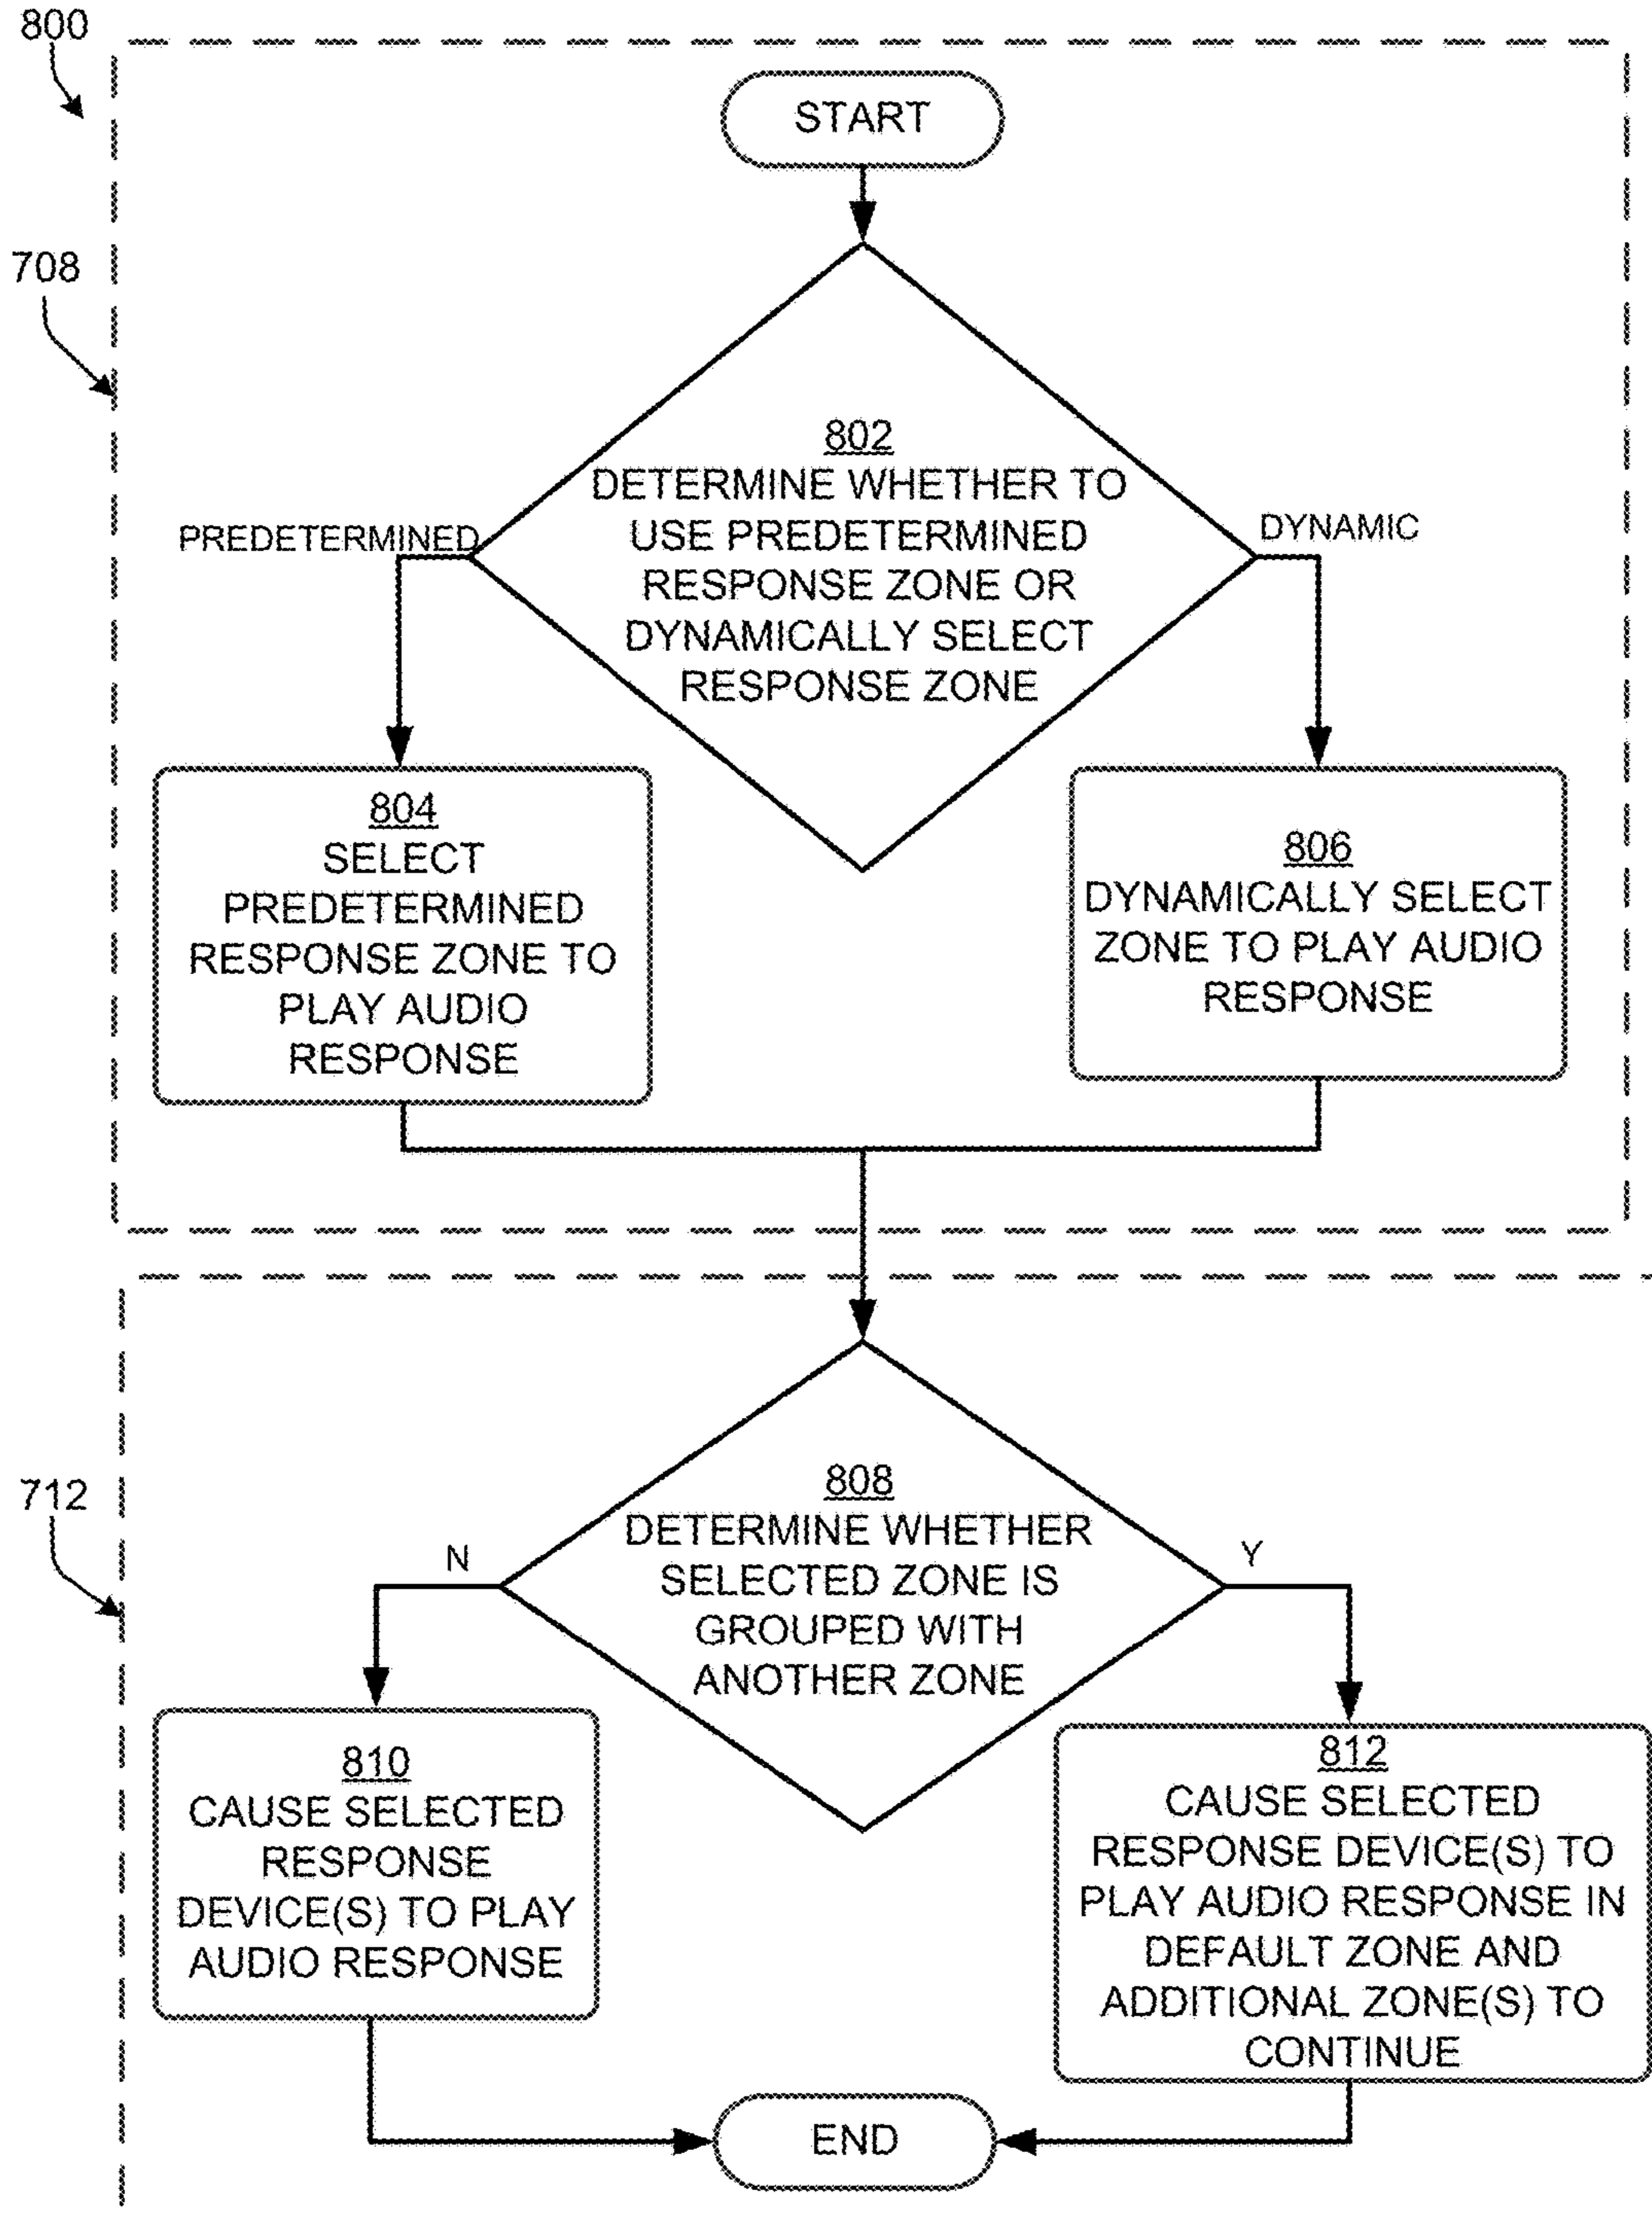 800
START
708
802
DETERMINE WHETHER TO
USE PREDETERMINED
RESPONSE ZONE OR
DYNAMICALLY SELECT
RESPONSE ZONE
PREDETERMINED
DYNAMIC
804
SELECT
PREDETERMINED
RESPONSE ZONE TO
PLAY AUDIO
RESPONSE
806
DYNAMICALLY SELECT
ZONE TO PLAY AUDIO
RESPONSE
712
808
DETERMINE WHETHER
SELECTED ZONE IS
GROUPED WITH
ANOTHER ZONE
N
Y
810
CAUSE SELECTED
RESPONSE
DEVICE(S) TO PLAY
AUDIO RESPONSE
812
CAUSE SELECTED
RESPONSE DEVICE(S) TO
PLAY AUDIO RESPONSE IN
DEFAULT ZONE AND
ADDITIONAL ZONE(S) TO
CONTINUE
END